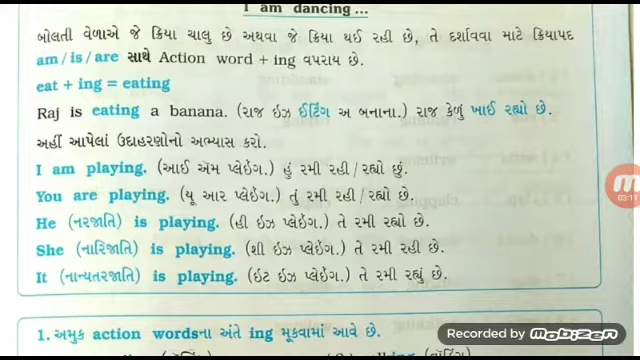 I am dancing...
બોલતી વેળાએ જે ક્રિયા ચાલુ છે અથવા જે ક્રિયા થઈ રહી છે, તે દર્શાવવા માટે ક્રિયાપદ
am/is/are સાથે Action word + ing વપરાય છે.
eat + ing = eating
Raj is eating a banana. (રાજ ઇઝ ઈટિંગ અ બનાના.) રાજ કેળું ખાઈ રહ્યો છે.
અહીં આપેલાં ઉદાહરણોનો અભ્યાસ કરો.
I am playing. (આઈ ઍમ પ્લેઇંગ.) હું રમી રહી/રહ્યો છું.
You are playing. (યૂ આર પ્લેઇંગ.) તું રમી રહી/રહ્યો છે.
He (નરજાતિ) is playing. (હી ઇઝ પ્લેઇંગ.) તે રમી રહ્યો છે.
She (નારિજાતિ) is playing. (શી ઇઝ પ્લેઇંગ.) તે રમી રહી છે.
It (નાન્યતરજાતિ) is playing. (ઇટ ઇઝ પ્લેઇંગ.) તે રમી રહ્યું છે.
1. અમુક action wordsના અંતે ing મૂકવામાં આવે છે.
03:11
Recorded by mobizen